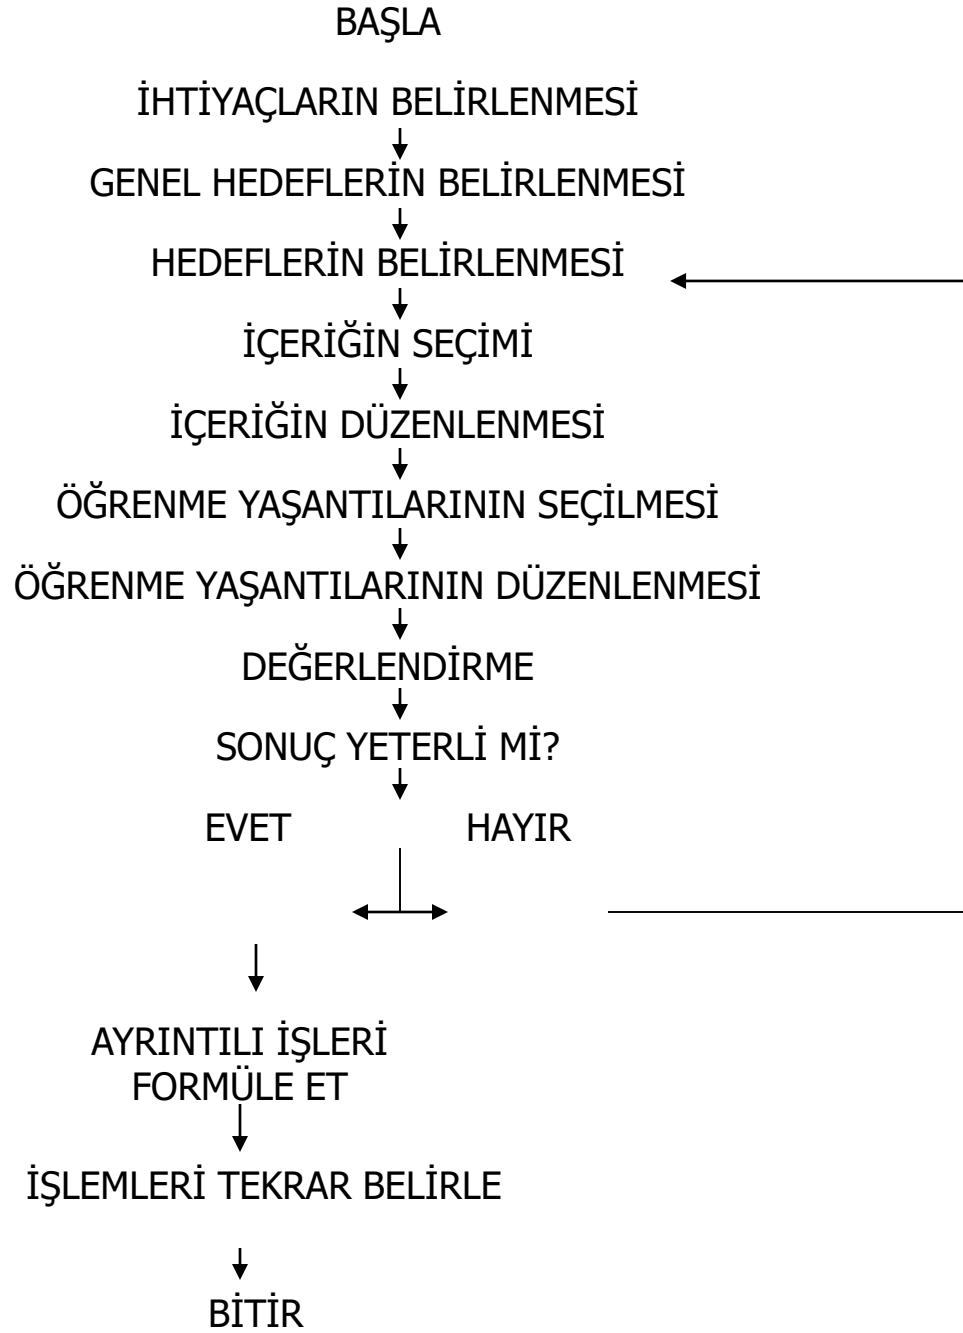 BAŞLA
İHTİYAÇLARIN BELİRLENMESİ
GENEL HEDEFLERİN BELİRLENMESİ
HEDEFLERİN BELİRLENMESİ
İÇERİĞİN SEÇİMİ
İÇERİĞİN DÜZENLENMESİ
ÖĞRENME YAŞANTILARININ SEÇİLMESİ
ÖĞRENME YAŞANTILARININ DÜZENLENMESİ
DEĞERLENDİRME
SONUÇ YETERLİ Mİ?
EVET HAYIR
AYRINTILI İŞLERİ
FORMÜLE ET
İŞLEMLERİ TEKRAR BELİRLE
BİTİR